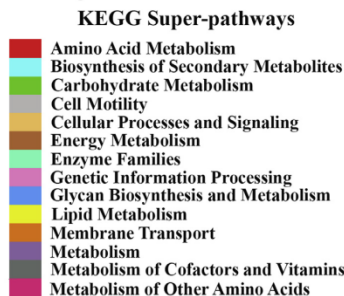 KEGG Super-pathways
Amino Acid Metabolism
Biosynthesis of Secondary Metabolites
Carbohydrate Metabolism
Cell Motility
Cellular Processes and Signaling
Energy Metabolism
Enzyme Families
Genetic Information Processing
Glycan Biosynthesis and Metabolism
Lipid Metabolism
Membrane Transport
Metabolism
Metabolism of Cofactors and Vitamins
Metabolism of Other Amino Acids